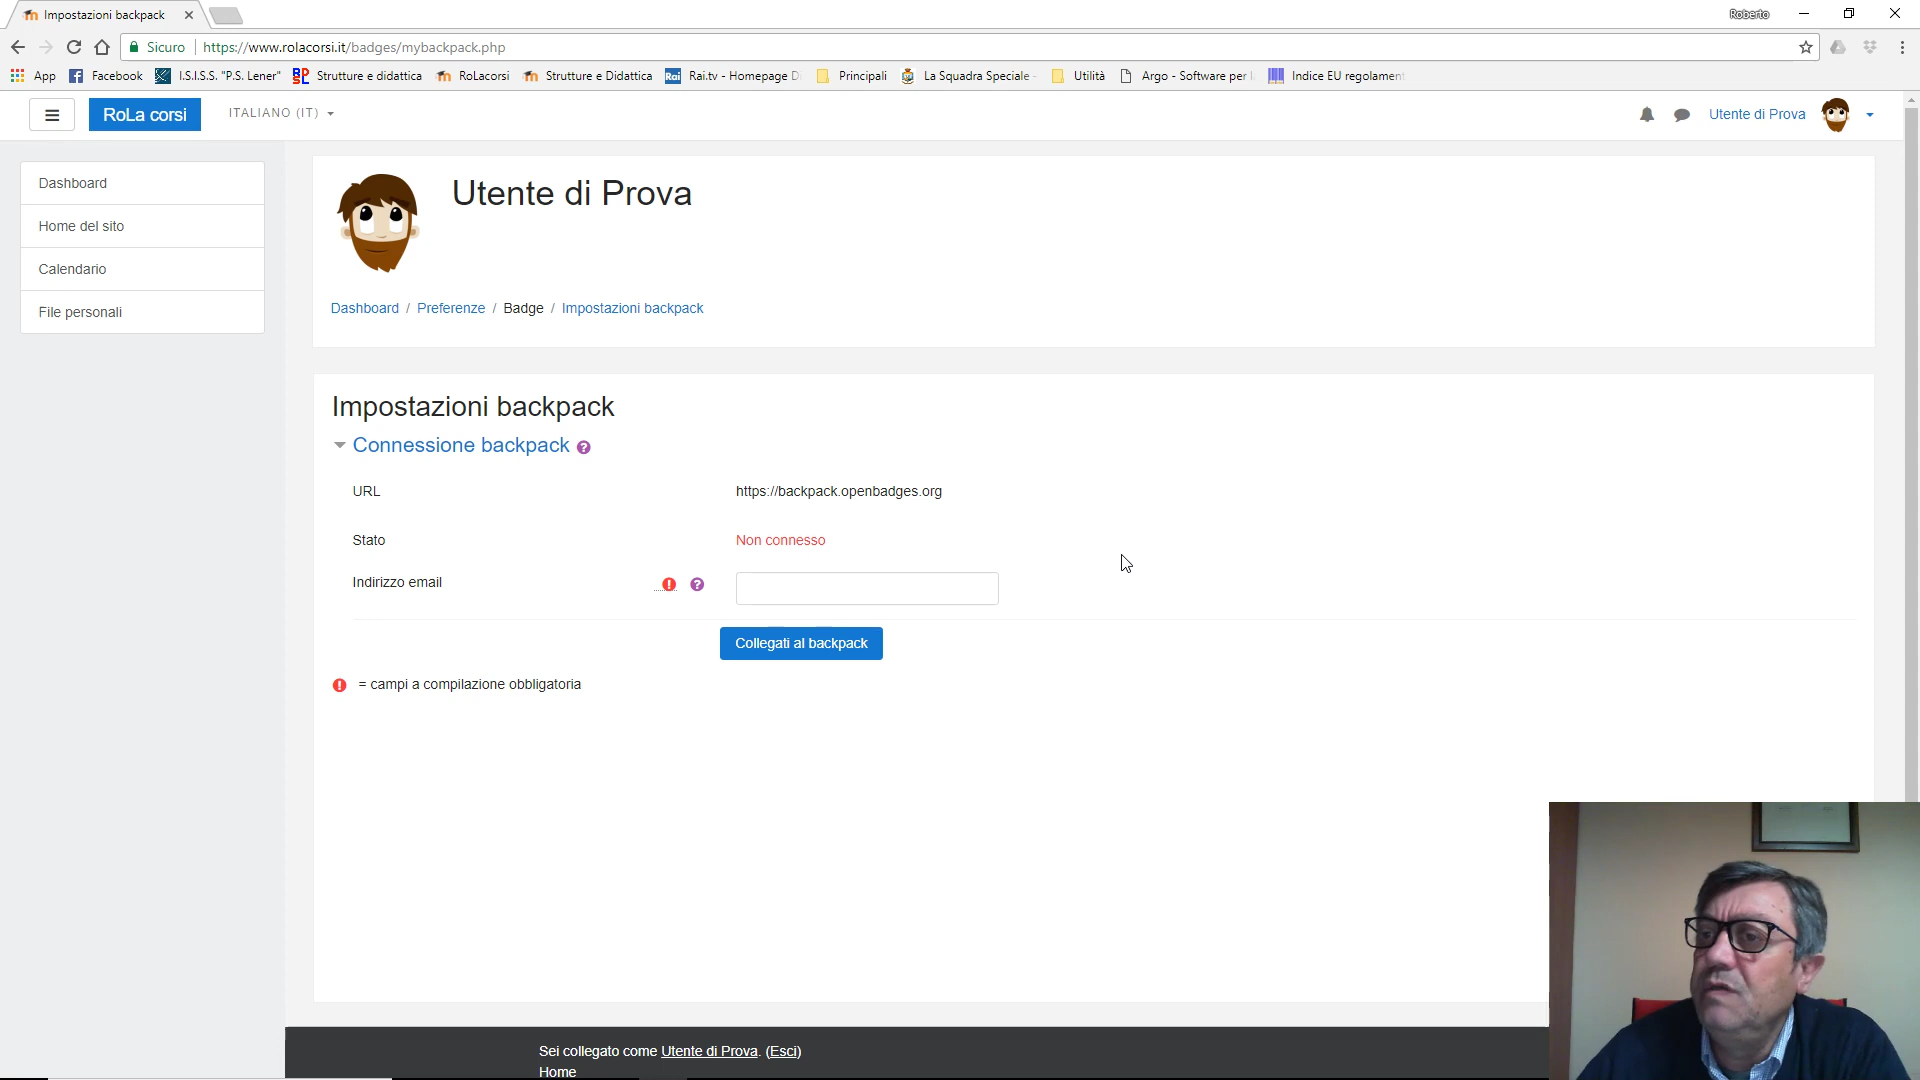 Impostazioni backpack
Roberto
Sicuro
https://www.rolacorsi.it/badges/mybackpack.php
App Facebook I.S.I.S.S. "P.S. Lener" Strutture e didattica RoLacorsi Strutture e Didattica Rai Rai.tv - Homepage La Squadra Speciale Principali Utilità Argo - Software per Indice EU regolamen
RoLa corsi
ITALIANO (IT)
Utente di Prova
Dashboard
Home del sito
Calendario
File personali
Utente di Prova
Dashboard / Preferenze / Badge / Impostazioni backpack
Impostazioni backpack
Connessione backpack
URL https://backpack.openbadges.org
Stato Non connesso
Indirizzo email
Collegati al backpack
= campi a compilazione obbligatoria
Sei collegato come Utente di Prova. (Esci)
Home